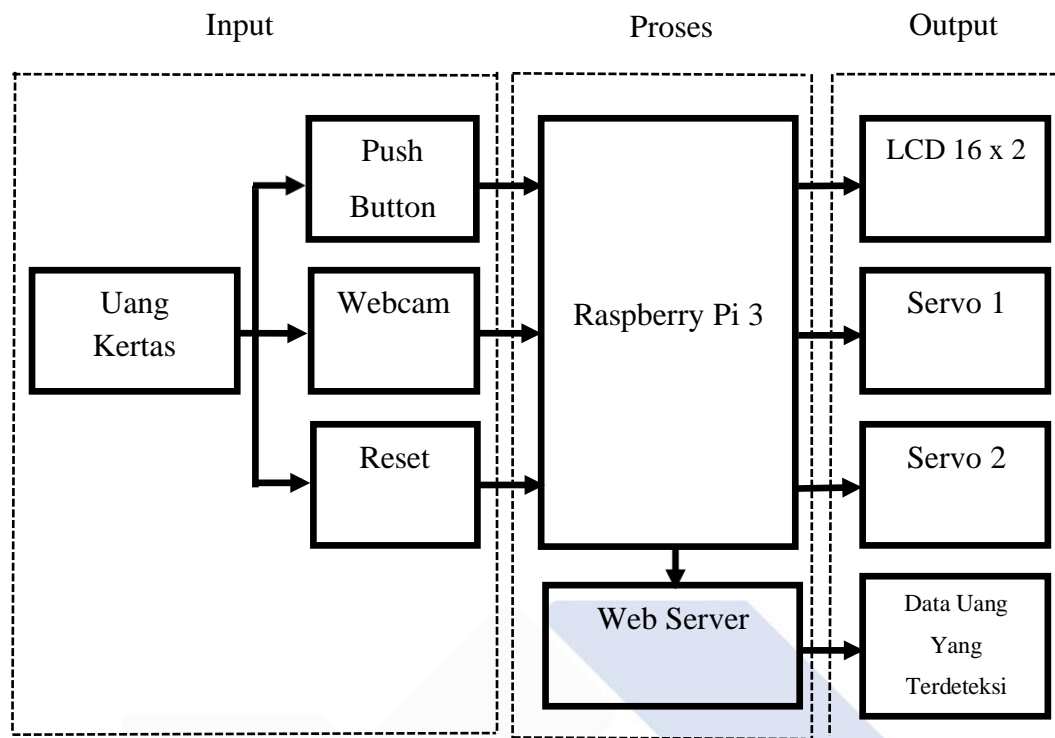 Input
Proses
Output
Push
Button
LCD 16 x 2
Uang
Kertas
Webcam
Raspberry Pi 3
Servo 1
Reset
Servo 2
Web Server
Data Uang
Yang
Terdeteksi